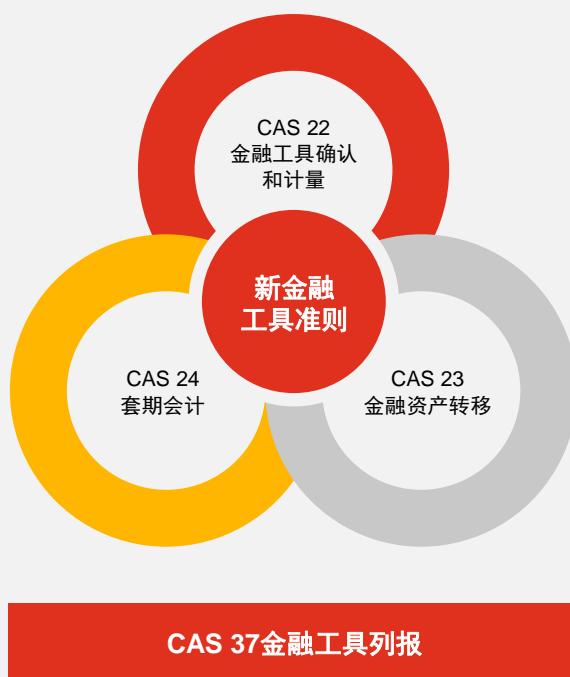 CAS 22
金融工具确认
和计量
新金融
工具准则
CAS 24
套期会计
CAS 23
金融资产转移
CAS 37金融工具列报